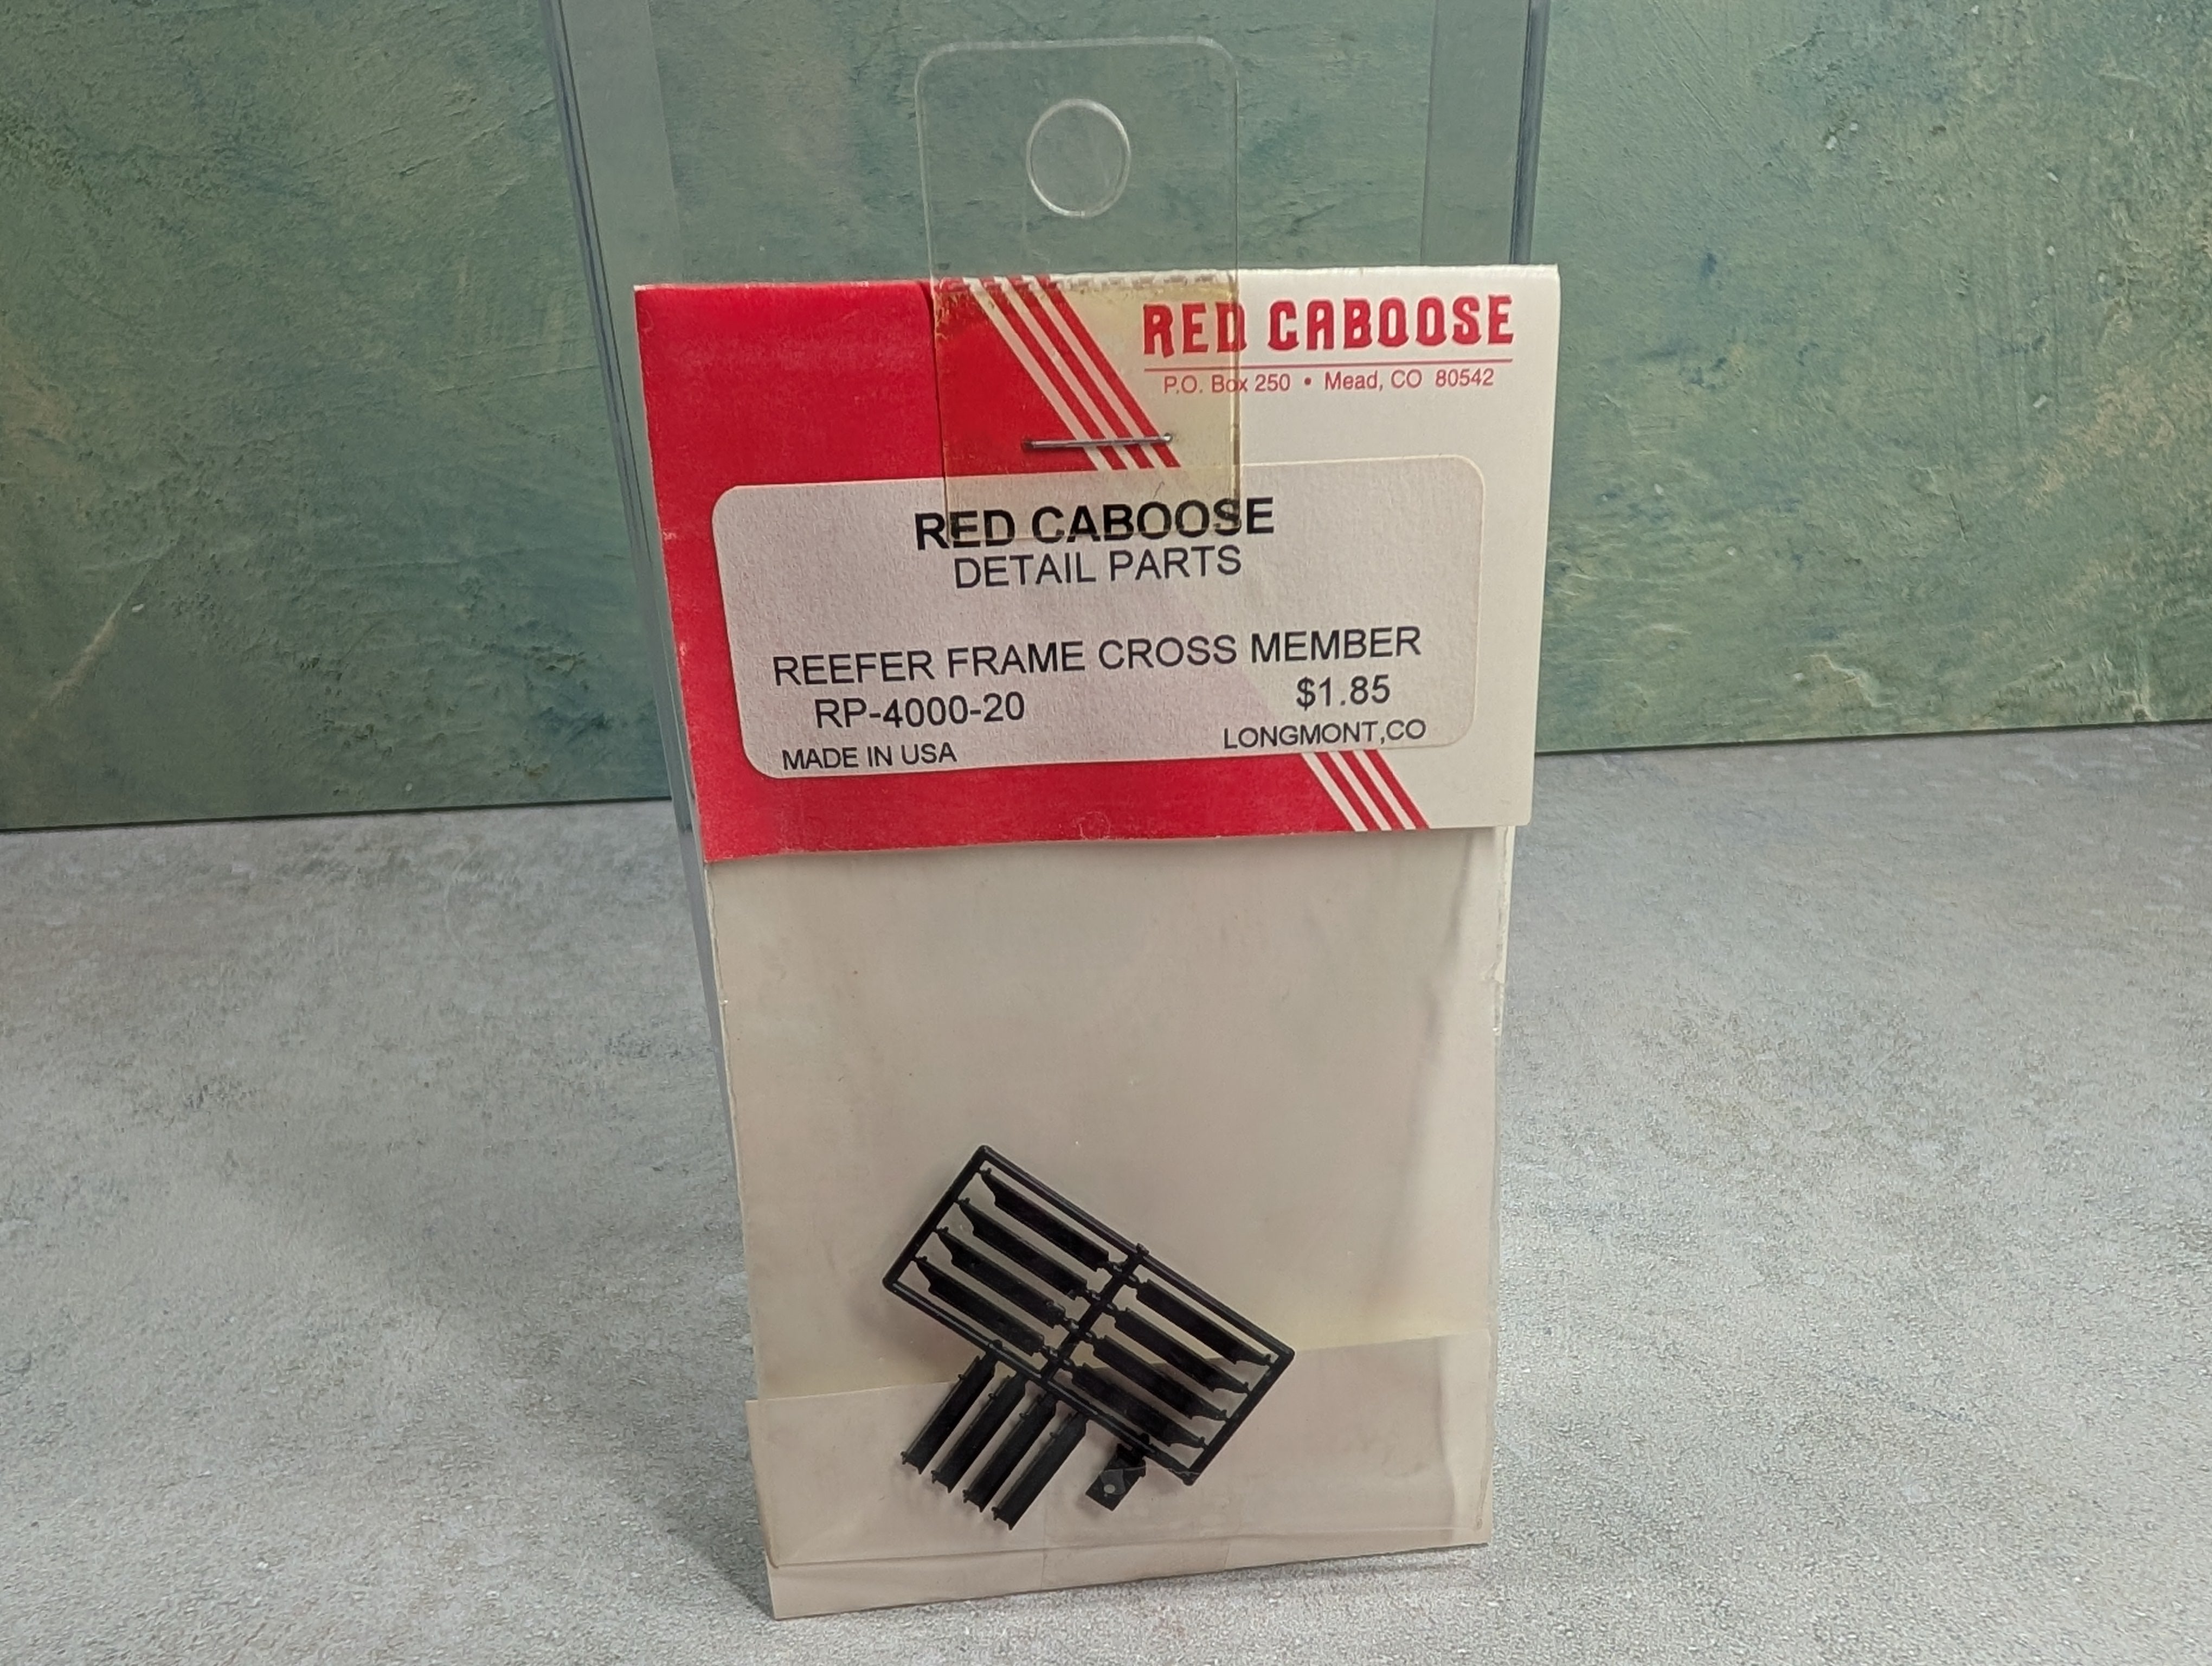 RED CABOOSE
P.O. Box 250 • Mead, CO 80542
RED CABOOSE
DETAIL PARTS
REEFER FRAME CROSS MEMBER
RP-4000-20 $1.85
MADE IN USA LONGMONT,CO